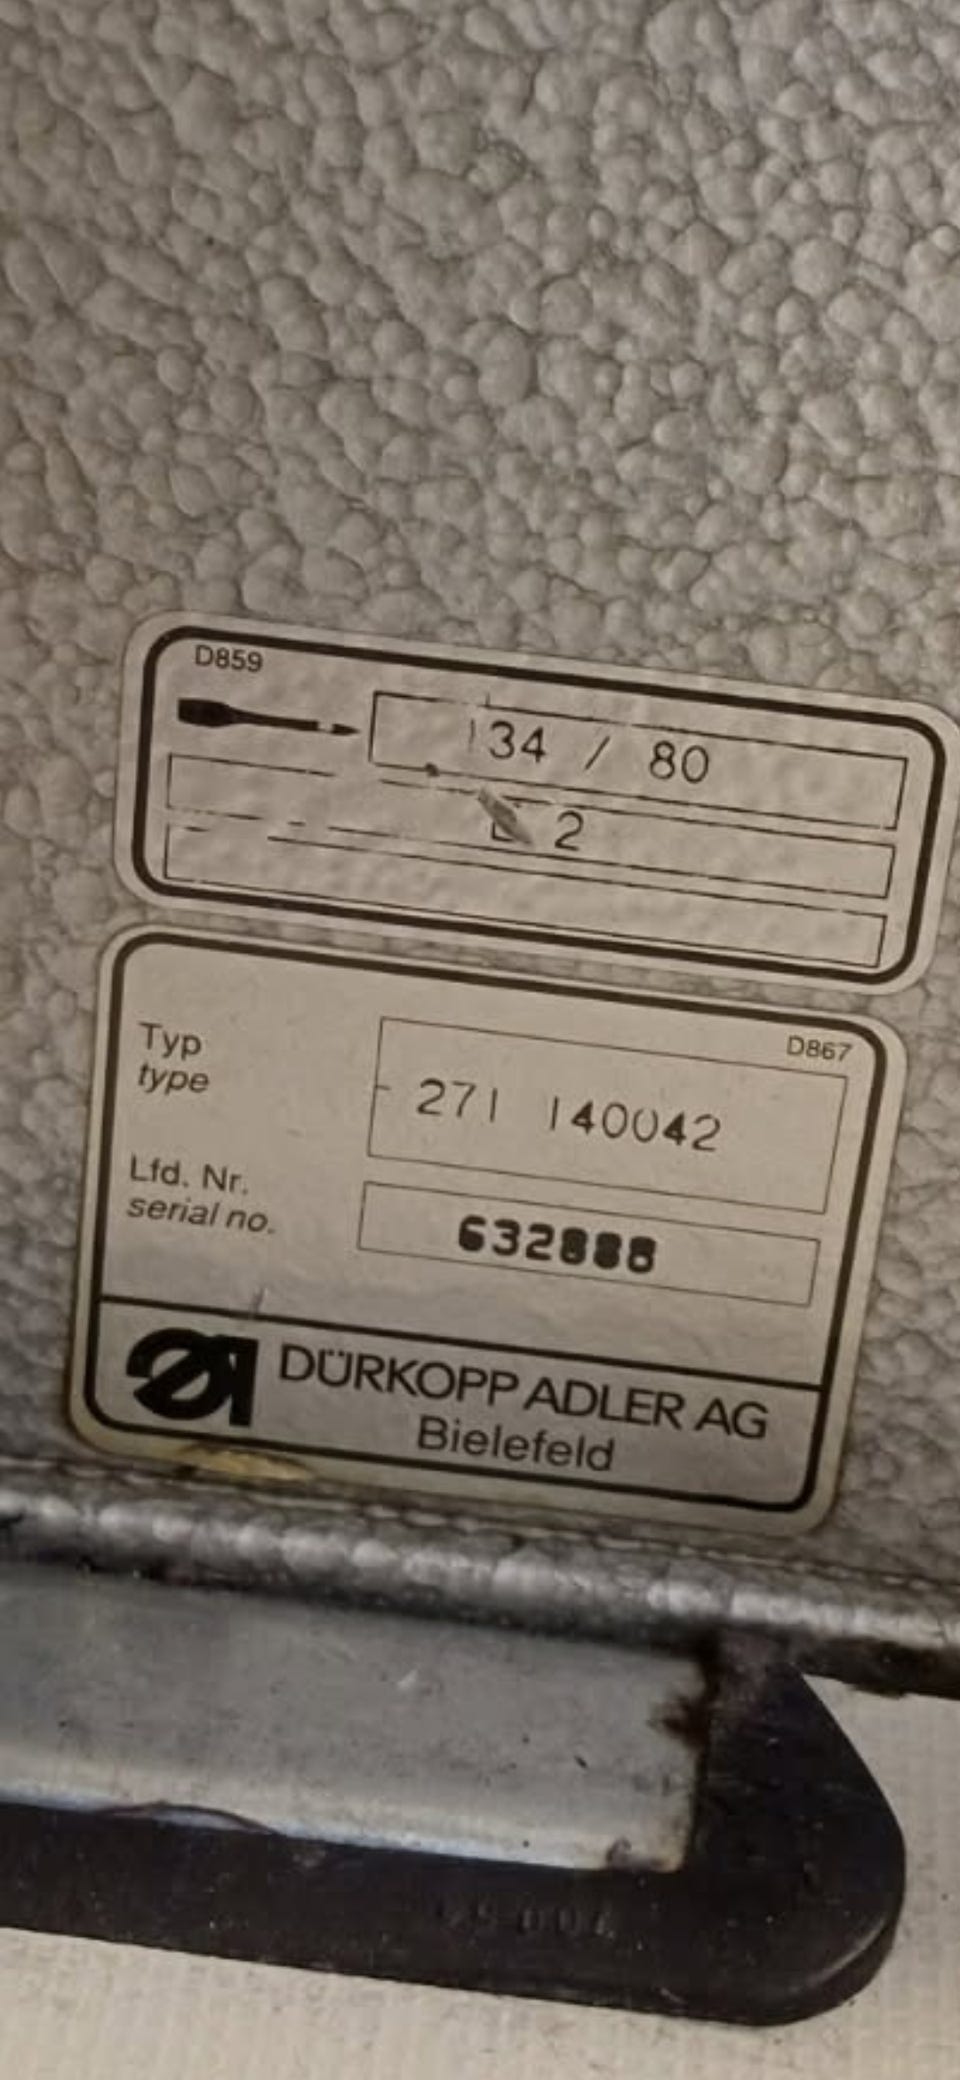 D859
134 / 80
E 2
D867
Typ
type
271 140042
Lfd. Nr.
serial no.
632888
DÜRKOPP ADLER AG
Bielefeld